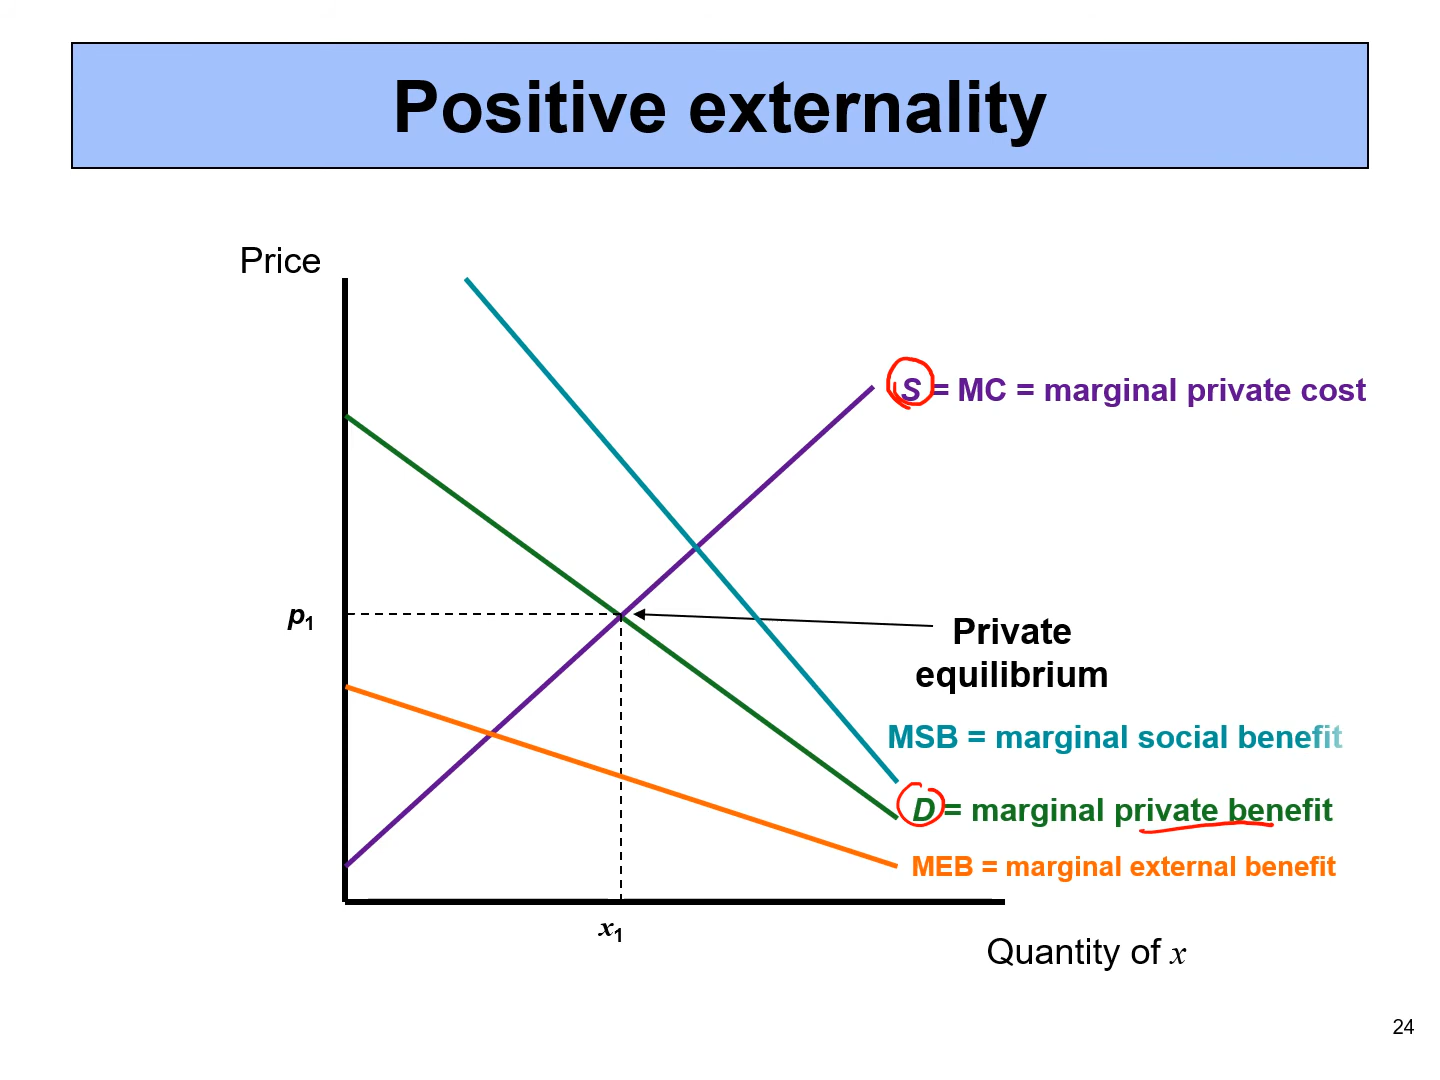 Positive externality
Price
S = MC = marginal private cost
p1
Private
equilibrium
MSB = marginal social benefit
D = marginal private benefit
MEB = marginal external benefit
x1
Quantity of x
24